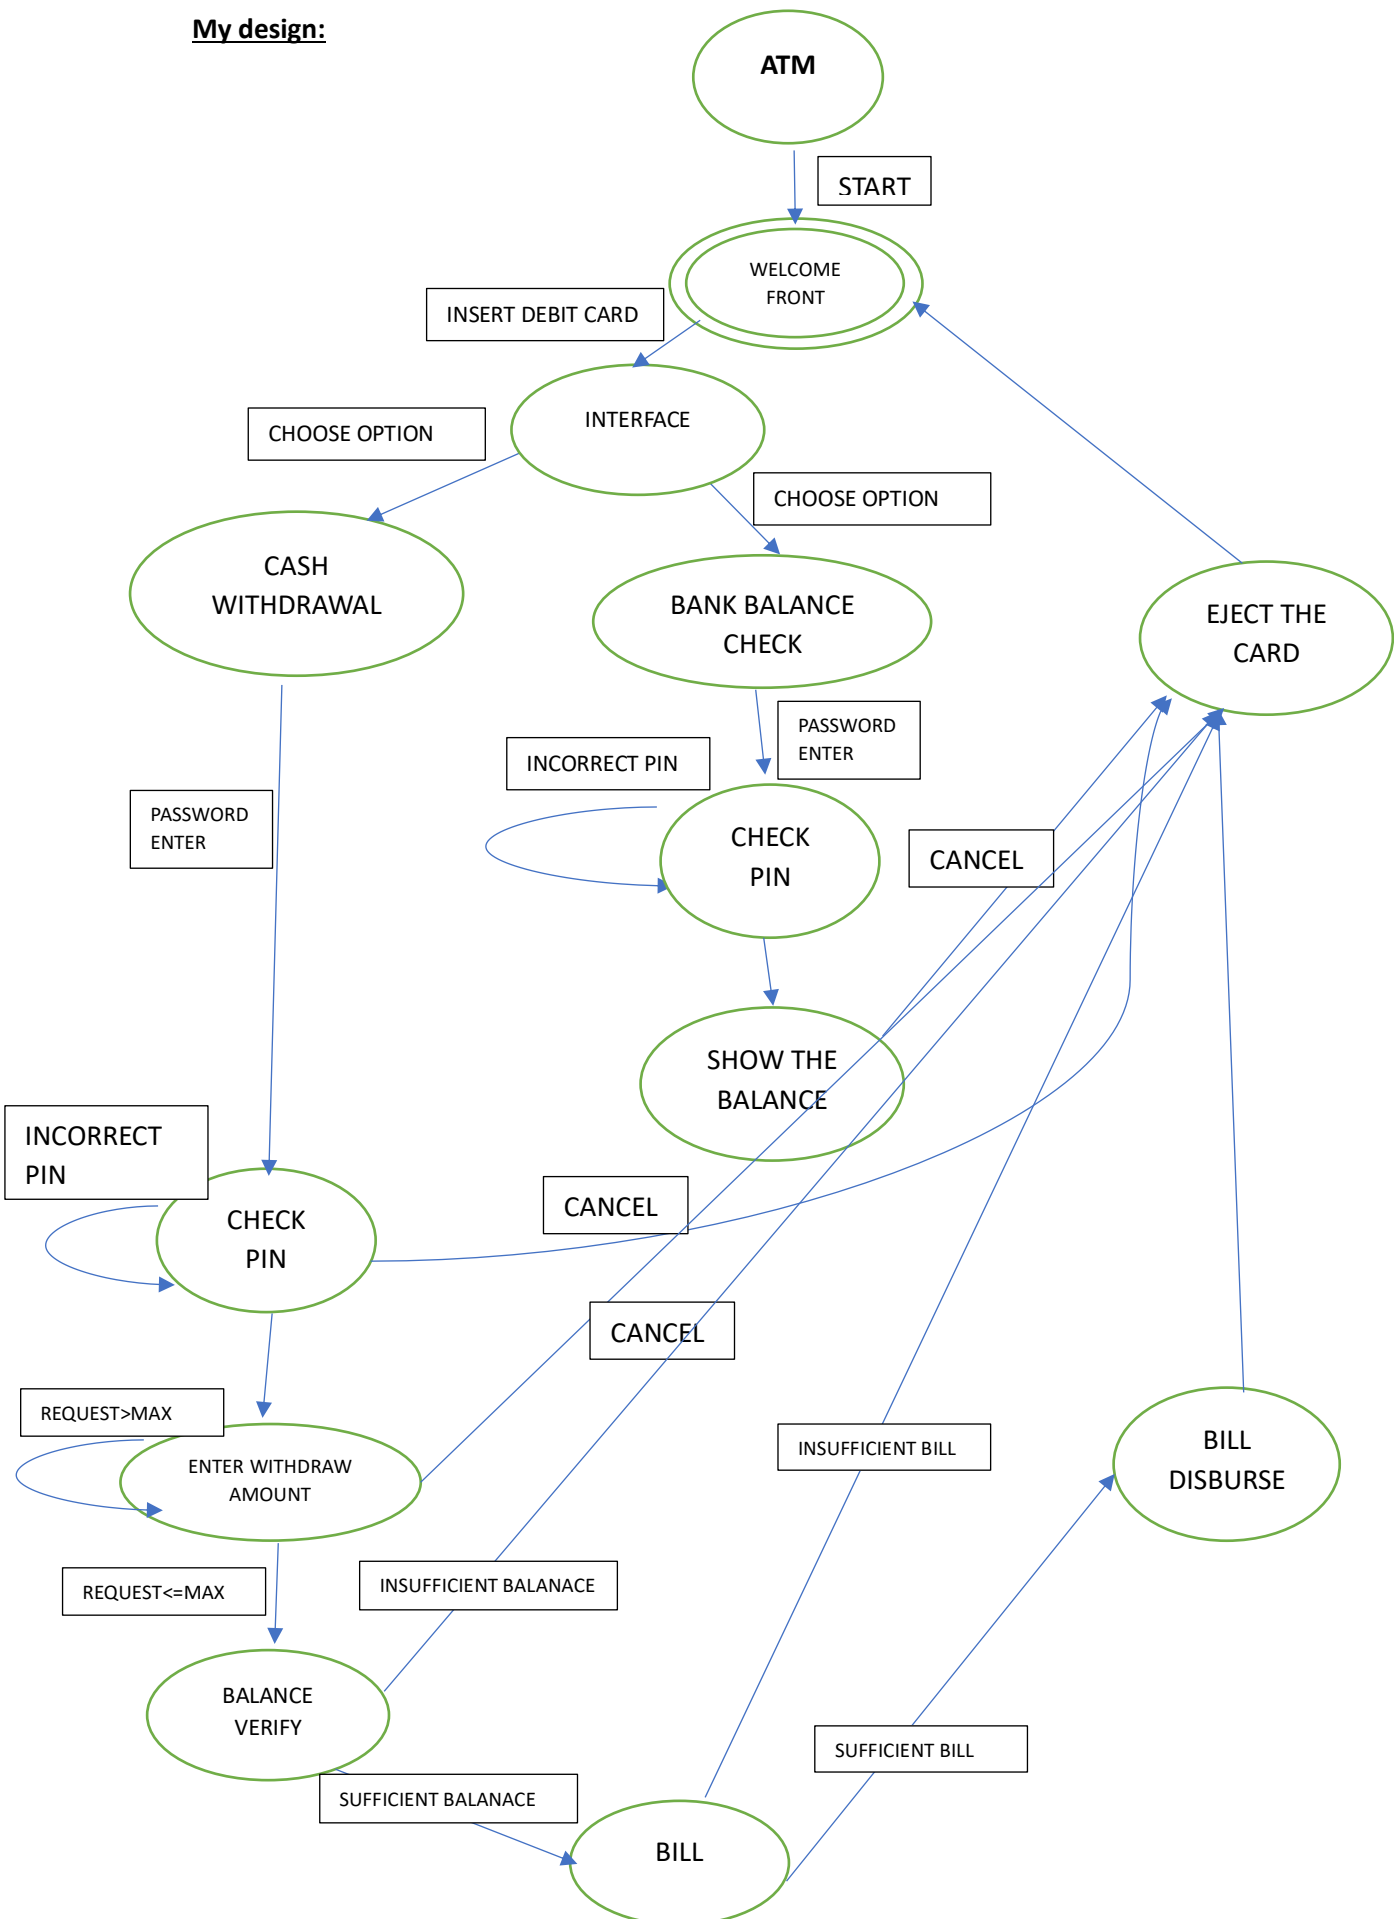 My design:
ATM
START
WELCOME
FRONT
INSERT DEBIT CARD
INTERFACE
CHOOSE OPTION
CHOOSE OPTION
CASH
WITHDRAWAL
BANK BALANCE
CHECK
EJECT THE
CARD
PASSWORD
ENTER
INCORRECT PIN
PASSWORD
ENTER
CHECK
PIN
CANCEL
SHOW THE
BALANCE
INCORRECT
PIN
CHECK
PIN
CANCEL
CANCEL
REQUEST>MAX
ENTER WITHDRAW
AMOUNT
INSUFFICIENT BILL
BILL
DISBURSE
REQUEST<=MAX
INSUFFICIENT BALANACE
BALANCE
VERIFY
SUFFICIENT BILL
SUFFICIENT BALANACE
BILL